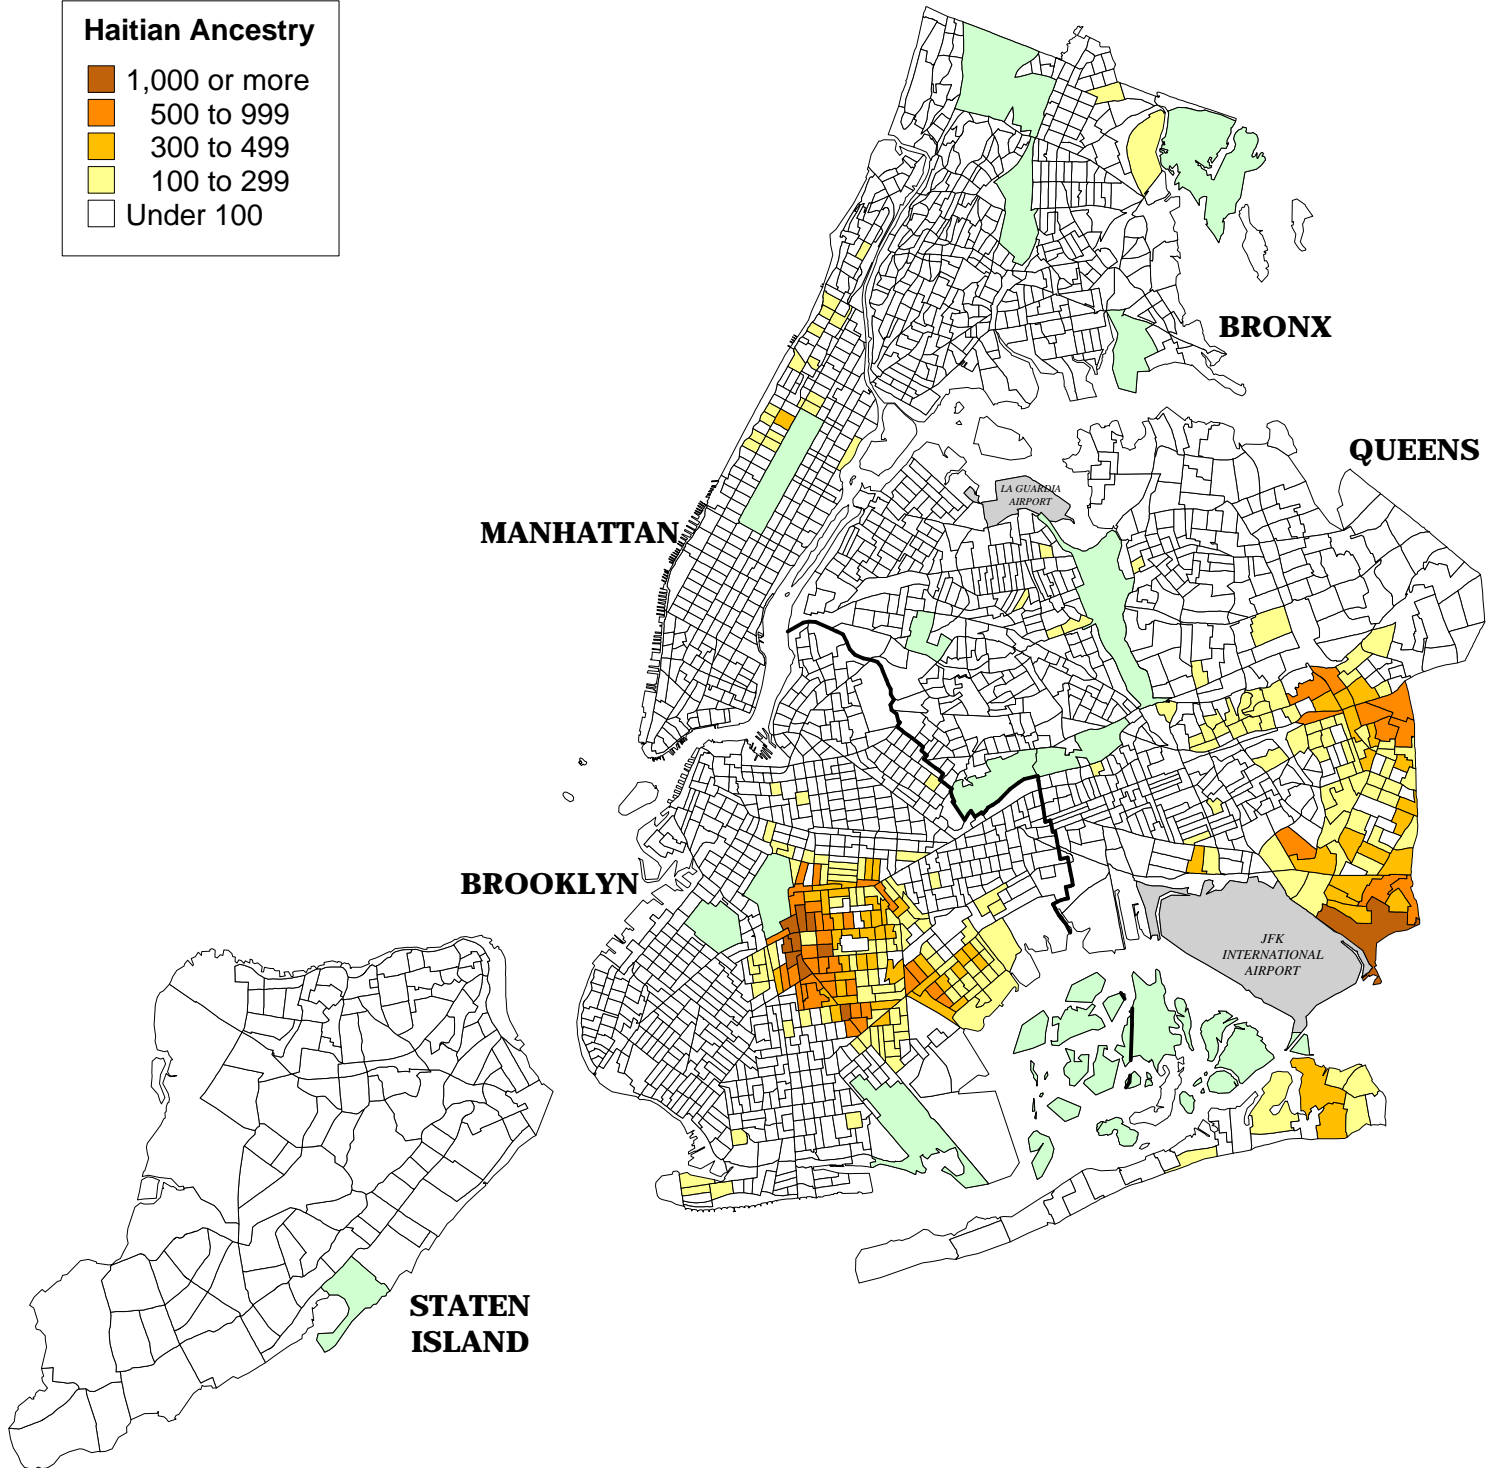 Haitian Ancestry
1,000 or more
500 to 999
300 to 499
100 to 299
Under 100
BRONX
QUEENS
LA GUARDIA
AIRPORT
MANHATTAN
BROOKLYN
JFK
INTERNATIONAL
AIRPORT
STATEN
ISLAND